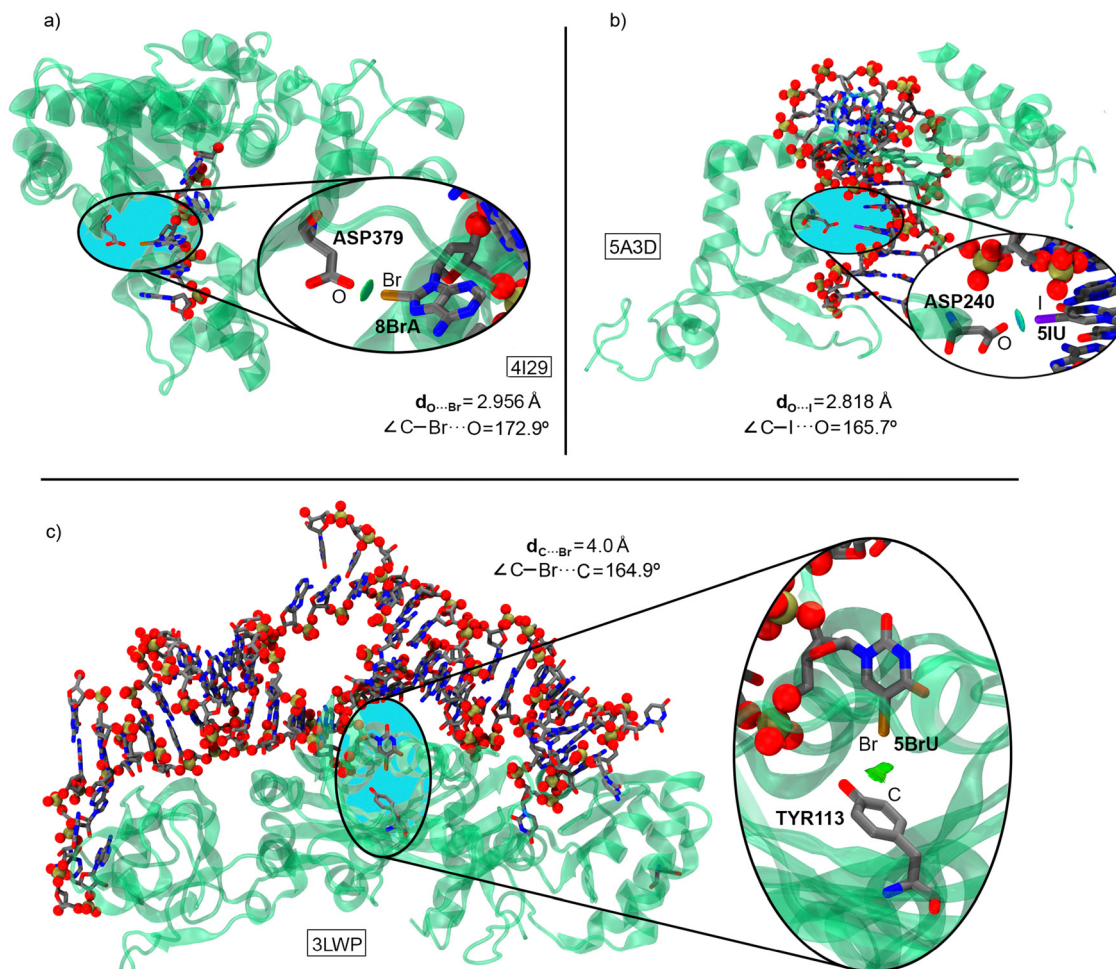 a)
ASP379
Br
O
8BrA
4I29
dO···Br = 2.956 Å
∠C–Br···O=172.9º
b)
5A3D
ASP240
I
5IU
O
dO···I = 2.818 Å
∠C–I···O=165.7º
c)
dC···Br = 4.0 Å
∠C–Br···C=164.9º
Br 5BrU
C
TYR113
3LWP